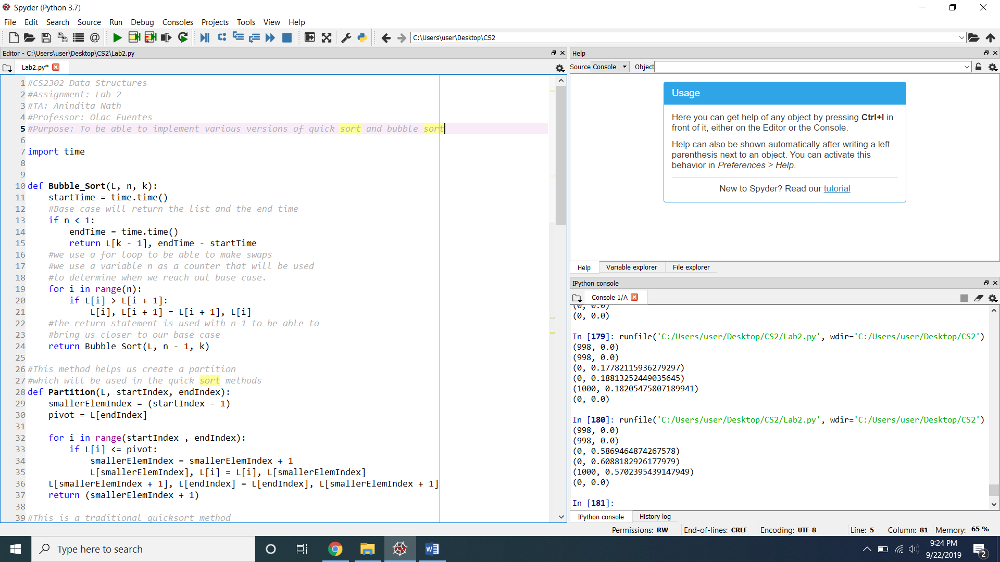 Spyder (Python 3.7)
File Edit Search Source Run Debug Consoles Projects Tools View Help
C:\Users\user\Desktop\CS2
Editor - C:\Users\user\Desktop\CS2\Lab2.py
Lab2.py*
1 #CS2302 Data Structures
2 #Assignment: Lab 2
3 #TA: Anindita Nath
4 #Professor: Olac Fuentes
5 #Purpose: To be able to implement various versions of quick sort and bubble sort
6
7 import time
8
9
10 def Bubble_Sort(L, n, k):
11     startTime = time.time()
12     #Base case will return the list and the end time
13     if n < 1:
14         endTime = time.time()
15         return L[k - 1], endTime - startTime
16     #we use a for loop to be able to make swaps
17     #we use a variable n as a counter that will be used
18     #to determine when we reach out base case.
19     for i in range(n):
20         if L[i] > L[i + 1]:
21             L[i], L[i + 1] = L[i + 1], L[i]
22     #the return statement is used with n-1 to be able to
23     #bring us closer to our base case
24     return Bubble_Sort(L, n - 1, k)
25
26 #This method helps us create a partition
27 #which will be used in the quick sort methods
28 def Partition(L, startIndex, endIndex):
29     smallerElemIndex = (startIndex - 1)
30     pivot = L[endIndex]
31
32     for i in range(startIndex , endIndex):
33         if L[i] <= pivot:
34             smallerElemIndex = smallerElemIndex + 1
35             L[smallerElemIndex], L[i] = L[i], L[smallerElemIndex]
36     L[smallerElemIndex + 1], L[endIndex] = L[endIndex], L[smallerElemIndex + 1]
37     return (smallerElemIndex + 1)
38
39 #This is a traditional quicksort method
Help
Source Console Object
Usage
Here you can get help of any object by pressing Ctrl+I in
front of it, either on the Editor or the Console.
Help can also be shown automatically after writing a left
parenthesis next to an object. You can activate this
behavior in Preferences > Help.
New to Spyder? Read our tutorial
Help Variable explorer File explorer
IPython console
Console 1/A
(0, 0.0)
(0, 0.0)
In [179]: runfile('C:/Users/user/Desktop/CS2/Lab2.py', wdir='C:/Users/user/Desktop/CS2')
(998, 0.0)
(998, 0.0)
(0, 0.17782115936279297)
(0, 0.18813252449035645)
(1000, 0.18205475807189941)
(0, 0.0)
In [180]: runfile('C:/Users/user/Desktop/CS2/Lab2.py', wdir='C:/Users/user/Desktop/CS2')
(998, 0.0)
(998, 0.0)
(0, 0.5869464874267578)
(0, 0.6088182926177979)
(1000, 0.5702395439147949)
(0, 0.0)
In [181]:
IPython console History log
Permissions: RW End-of-lines: CRLF Encoding: UTF-8 Line: 5 Column: 81 Memory: 65 %
Type here to search
9:24 PM
9/22/2019
2